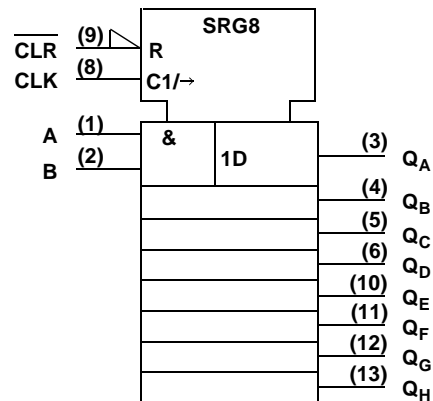 SRG8
C̅L̅R̅ (9) R
CLK (8) C1/→
A (1) & 1D (3) QA
B (2)
(4) QB
(5) QC
(6) QD
(10) QE
(11) QF
(12) QG
(13) QH